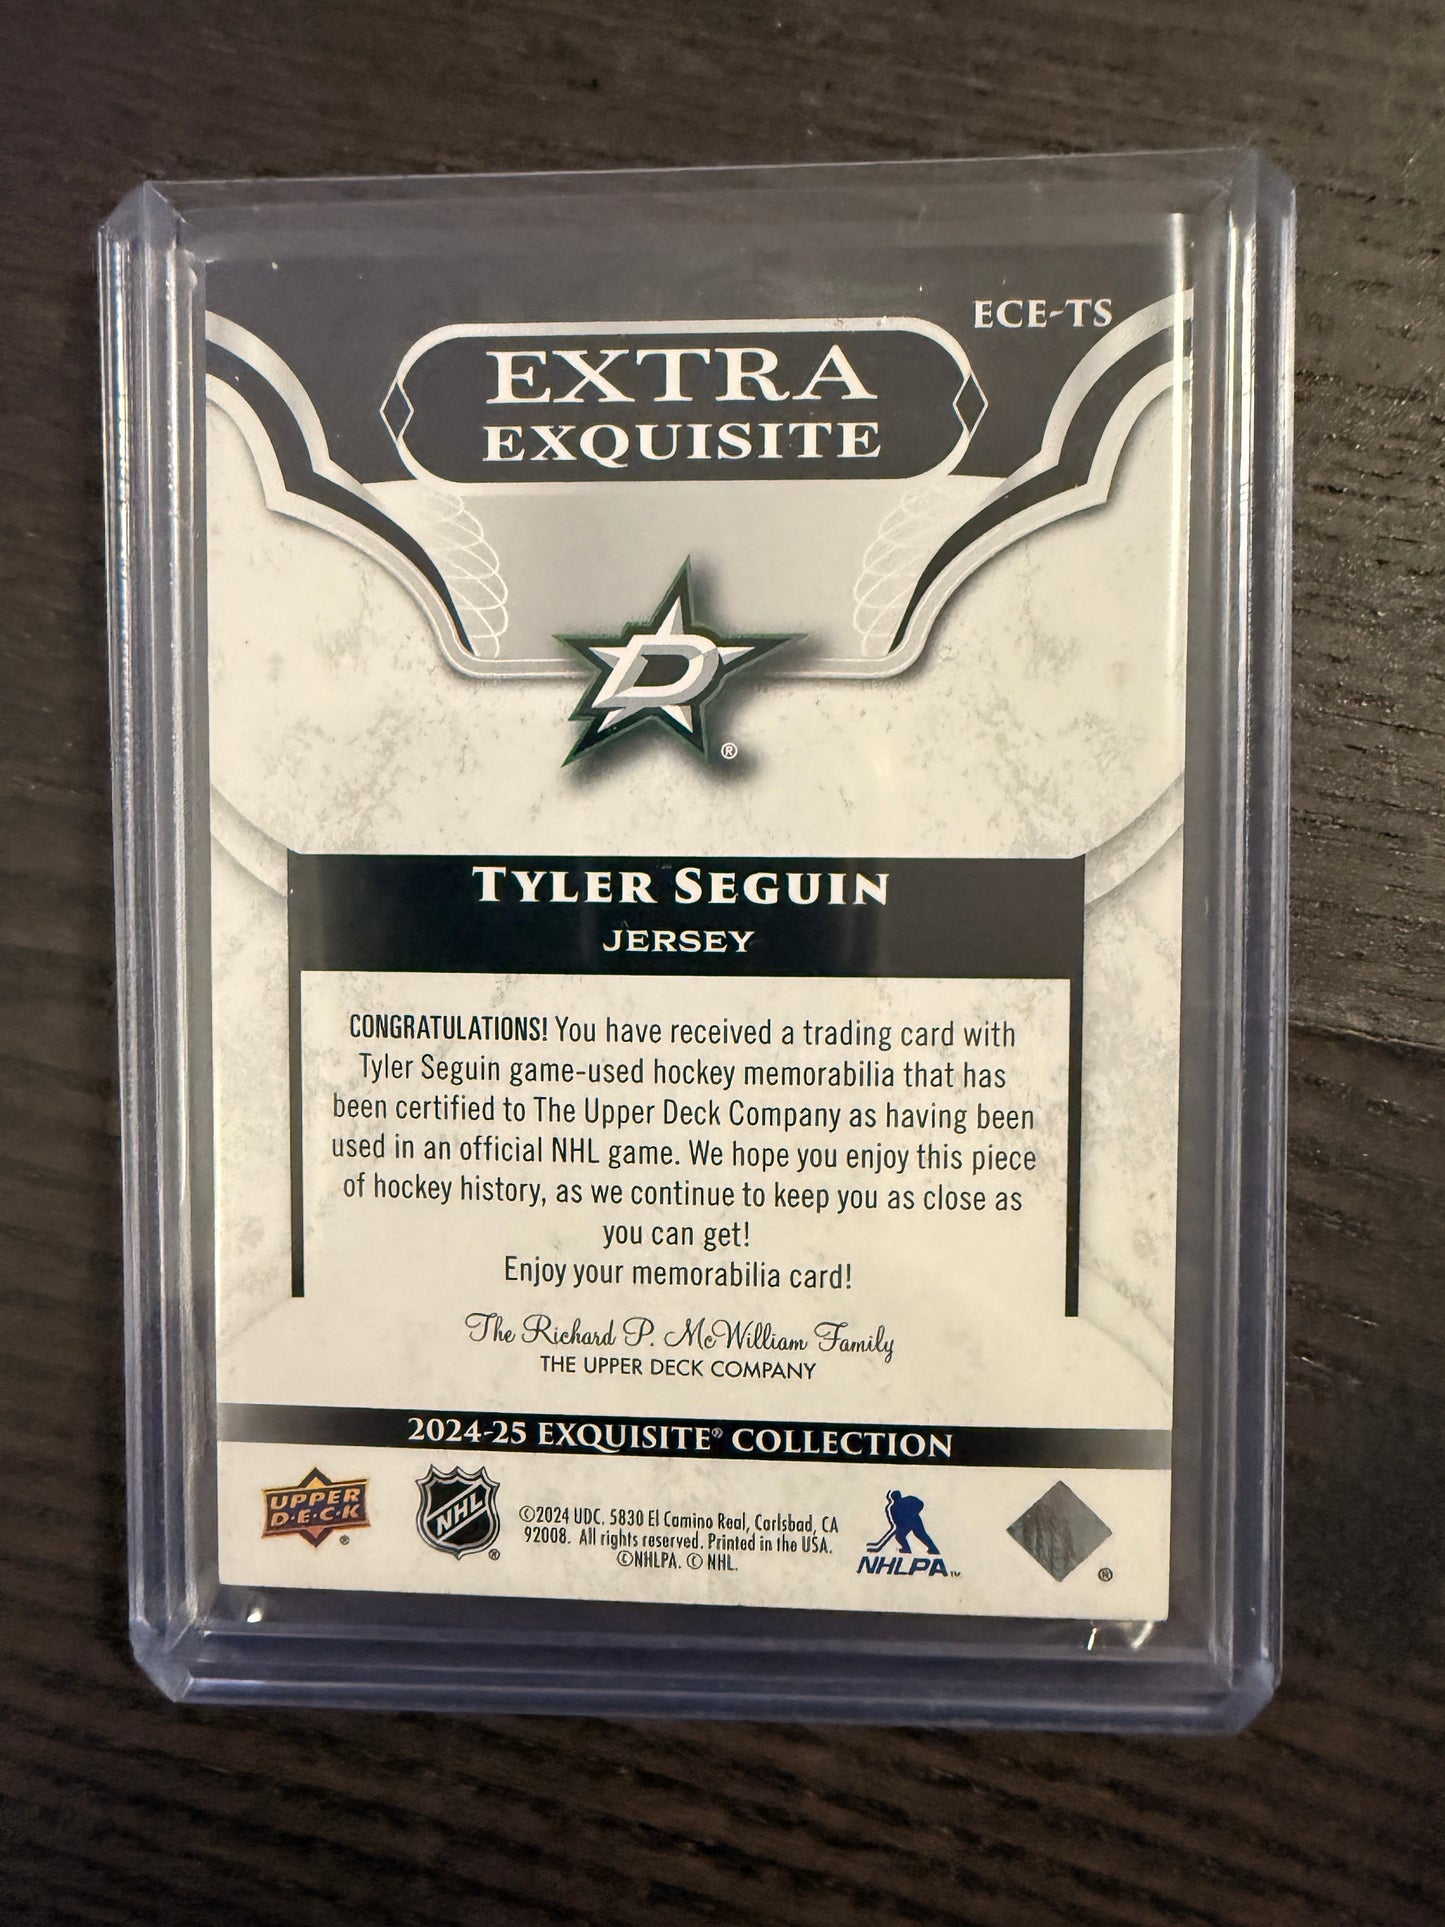 ECE-TS
EXTRA
EXQUISITE
D
®
TYLER SEGUIN
JERSEY
CONGRATULATIONS! You have received a trading card with
Tyler Seguin game-used hockey memorabilia that has
been certified to The Upper Deck Company as having been
used in an official NHL game. We hope you enjoy this piece
of hockey history, as we continue to keep you as close as
you can get!
Enjoy your memorabilia card!
The Richard P. McWilliam Family
THE UPPER DECK COMPANY
2024-25 EXQUISITE® COLLECTION
UPPER
D·E·C·K
®
NHL
®
©2024 UDC. 5830 El Camino Real, Carlsbad, CA
92008. All rights reserved. Printed in the USA.
©NHLPA. © NHL.
NHLPA™
®